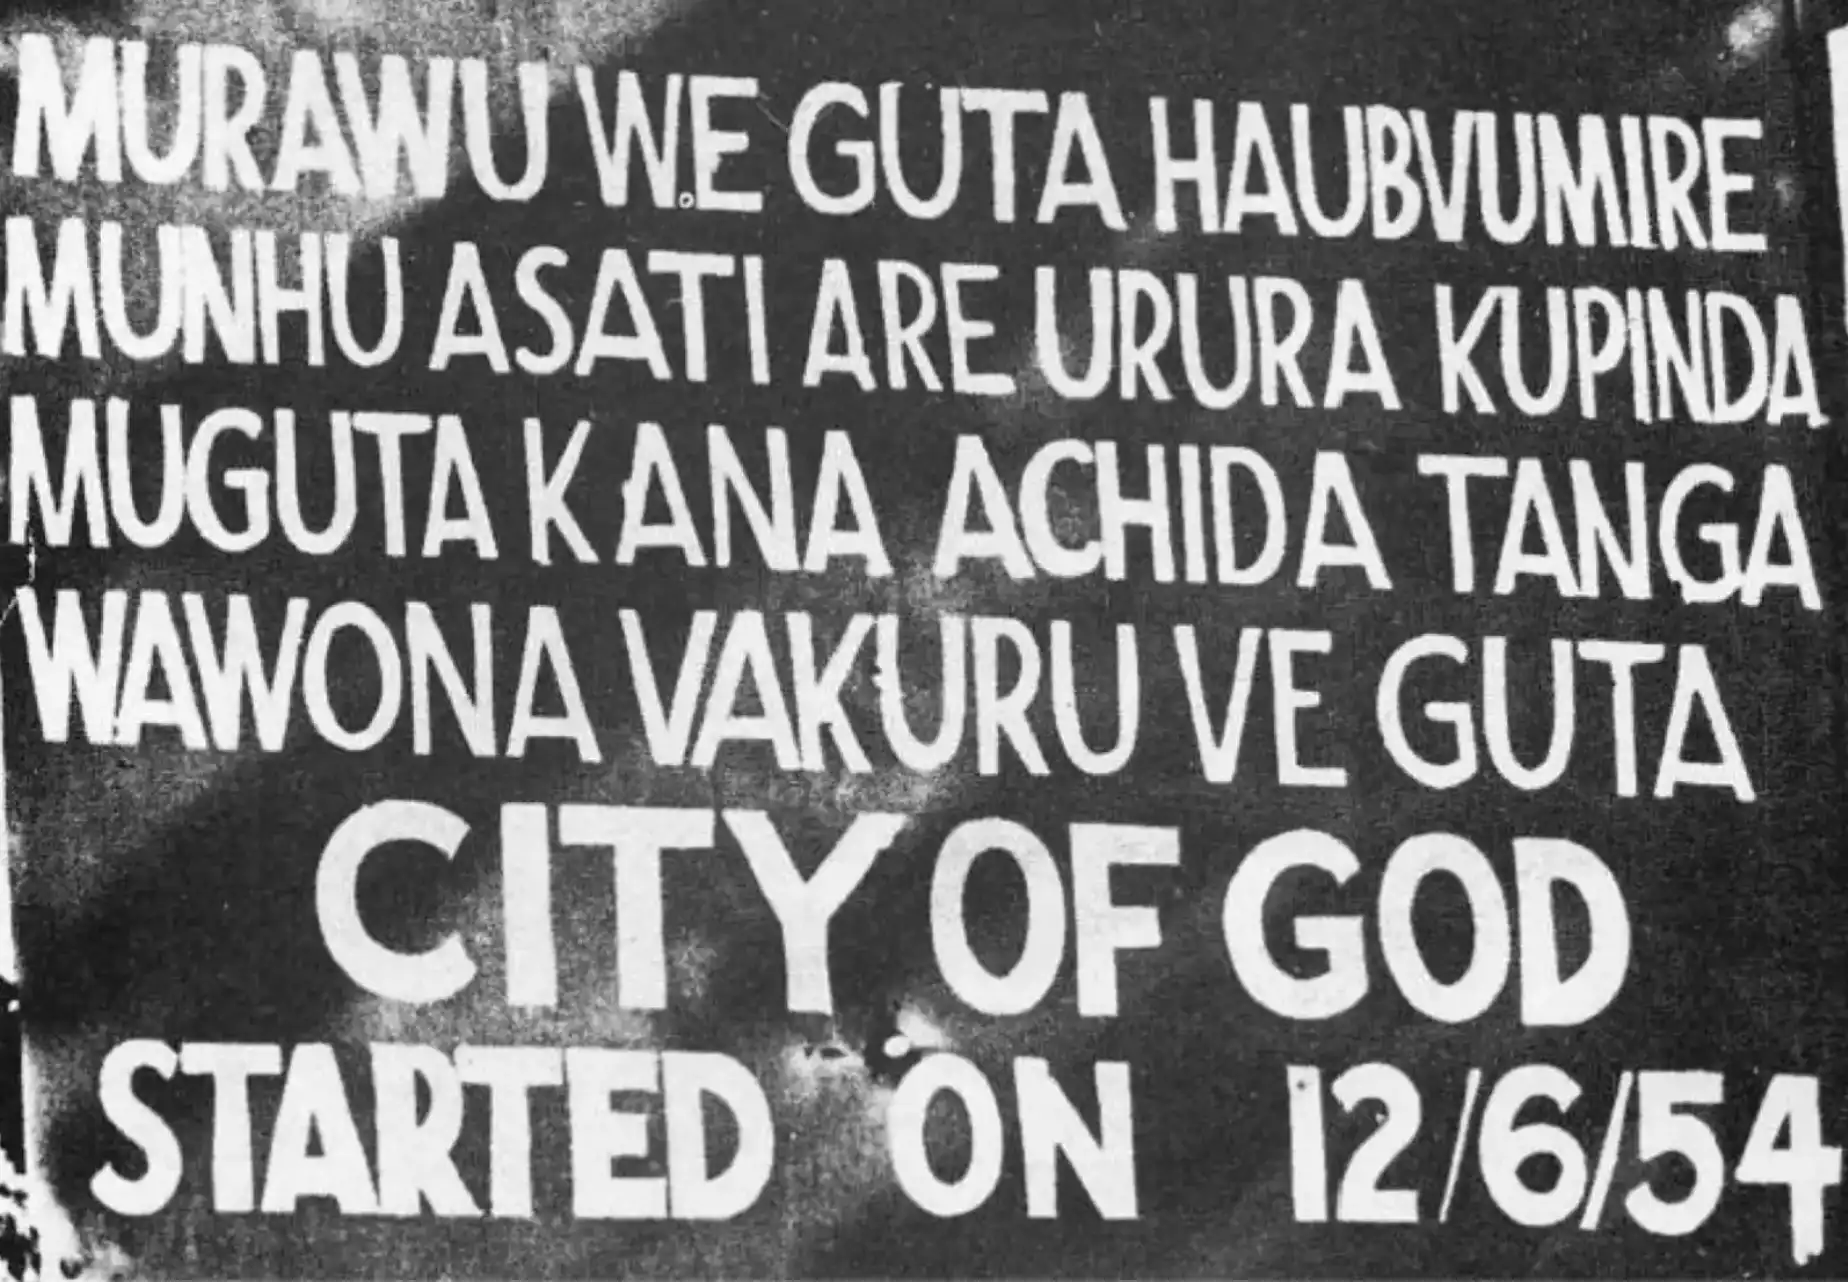 MURAWU WE GUTA HAUBVUMIRE
MUNHU ASATI ARE URURA KUPINDA
MUGUTA KANA ACHIDA TANGA
WAWONA VAKURU VE GUTA
CITY OF GOD
STARTED ON 12/6/54